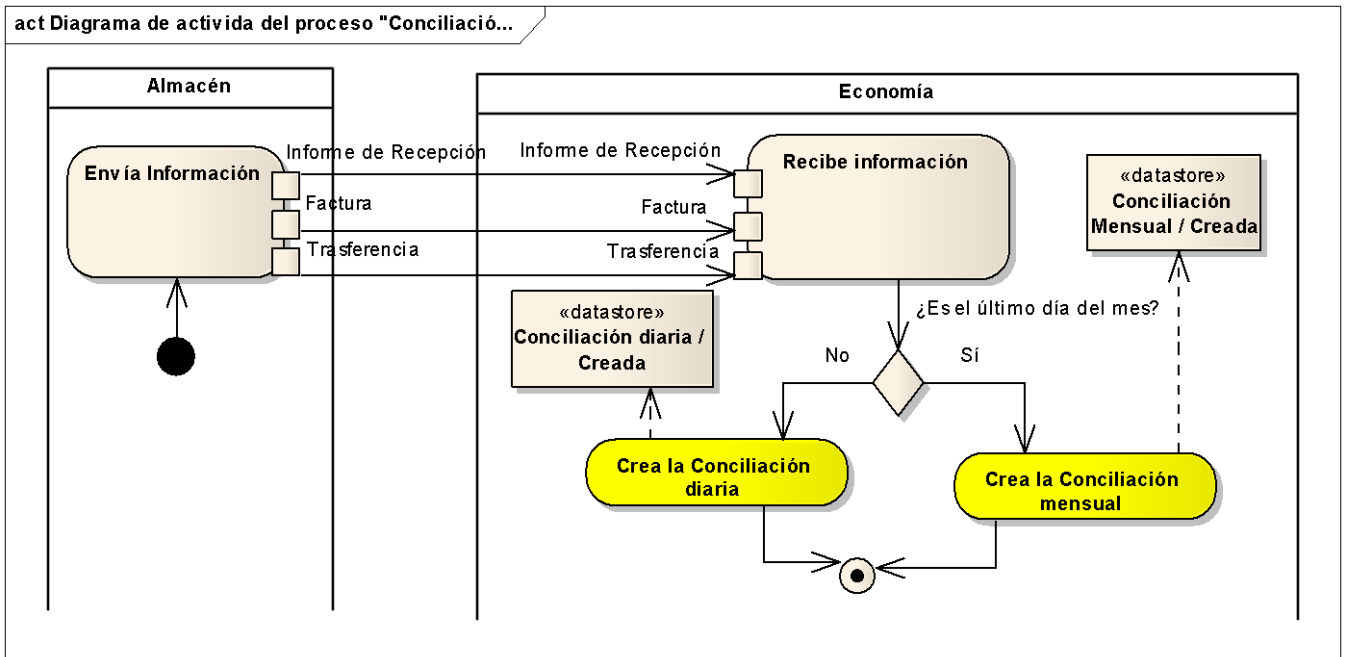 act Diagrama de activida del proceso "Conciliació...
Almacén
Economía
Envía Información
Informe de Recepción
Factura
Trasferencia
Informe de Recepción
Factura
Trasferencia
Recibe información
«datastore»
Conciliación
Mensual / Creada
«datastore»
Conciliación diaria /
Creada
¿Es el último día del mes?
No
Sí
Crea la Conciliación
diaria
Crea la Conciliación
mensual